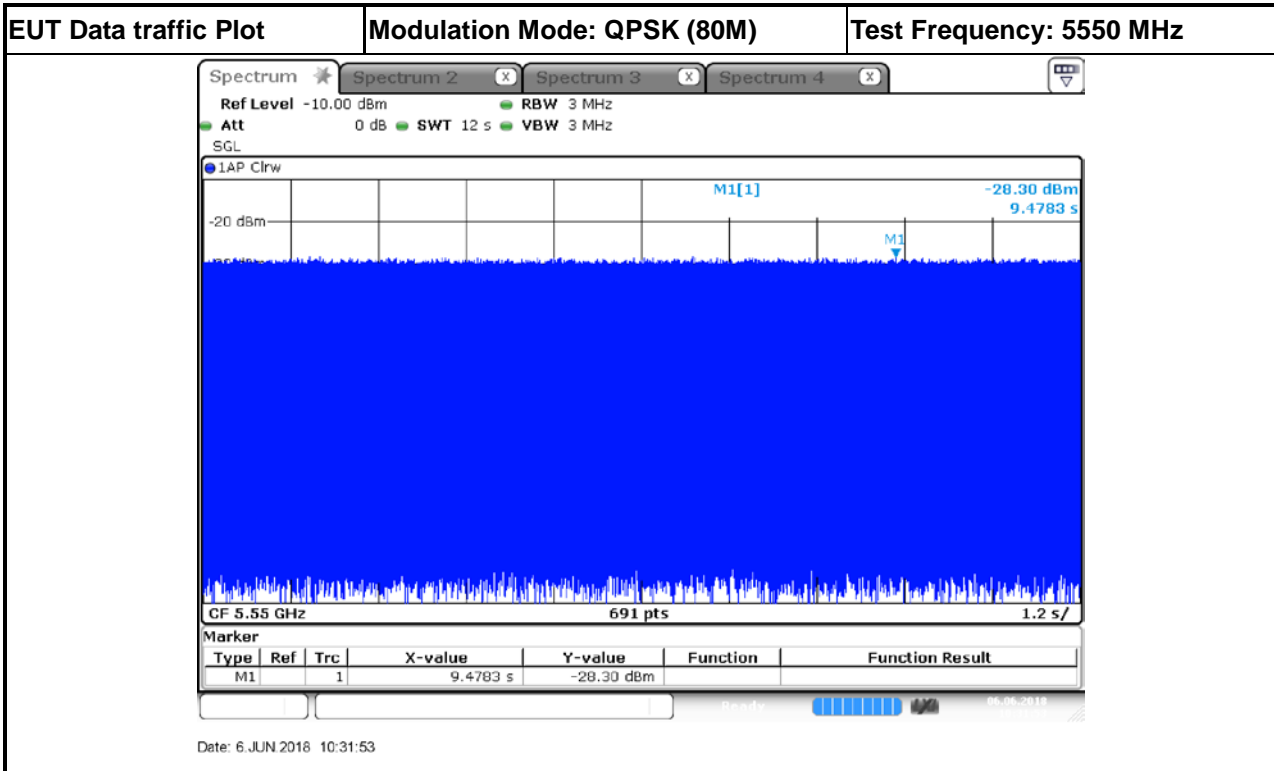 EUT Data traffic Plot Modulation Mode: QPSK (80M) Test Frequency: 5550 MHz
Spectrum Spectrum 2 X Spectrum 3 X Spectrum 4 X
Ref Level -10.00 dBm RBW 3 MHz
Att 0 dB SWT 12 s VBW 3 MHz
SGL
1AP Clrw
M1[1] -28.30 dBm
9.4783 s
-20 dBm
M1
CF 5.55 GHz 691 pts 1.2 s/
Marker
Type Ref Trc X-value Y-value Function Function Result
M1 1 9.4783 s -28.30 dBm
Ready 06.06.2018
Date: 6.JUN.2018 10:31:53